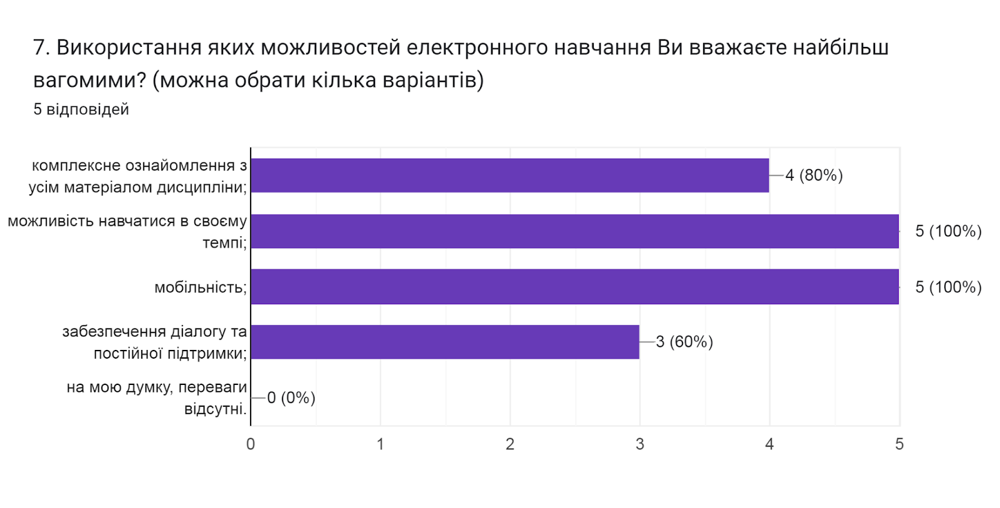 7. Використання яких можливостей електронного навчання Ви вважаєте найбільш
вагомими? (можна обрати кілька варіантів)
5 відповідей
комплексне ознайомлення з
усім матеріалом дисципліни;
4 (80%)
можливість навчатися в своєму
темпі;
5 (100%)
мобільність;
5 (100%)
забезпечення діалогу та
постійної підтримки;
3 (60%)
на мою думку, переваги
відсутні.
0 (0%)
0 1 2 3 4 5